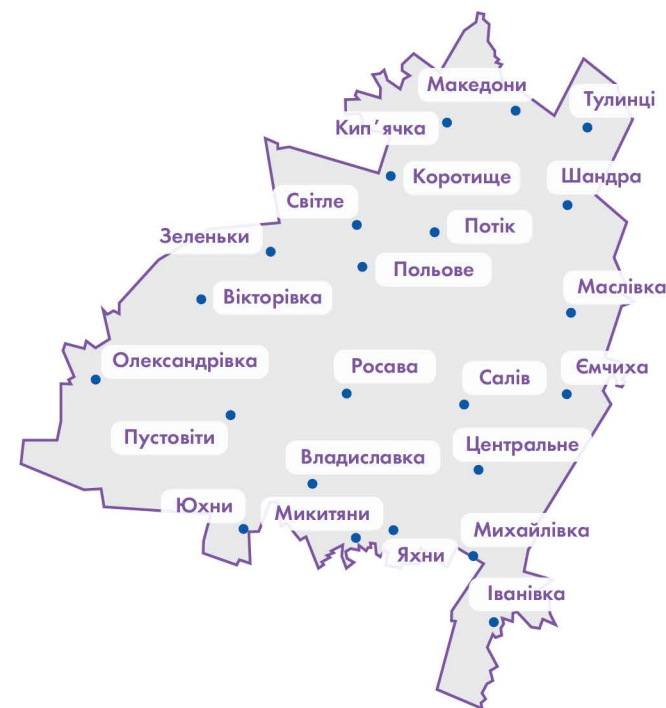 Македони
Тулинці
Кип'ячка
Коротище
Шандра
Світле
Потік
Зеленьки
Польове
Вікторівка
Маслівка
Олександрівка
Росава
Ємчиха
Салів
Пустовіти
Центральне
Владиславка
Юхни
Микитяни
Михайлівка
Яхни
Іванівка